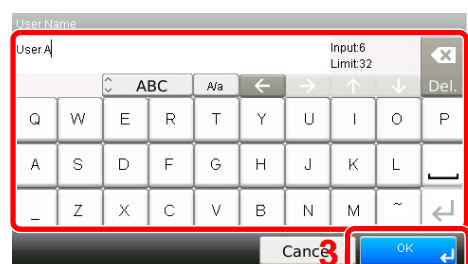 User Name
User A
Input:6
Limit:32
ABC A/a ← → ↑ ↓ Del.
Q W E R T Y U I O P
A S D F G H J K L
_ Z X C V B N M ~
Cance 3 OK